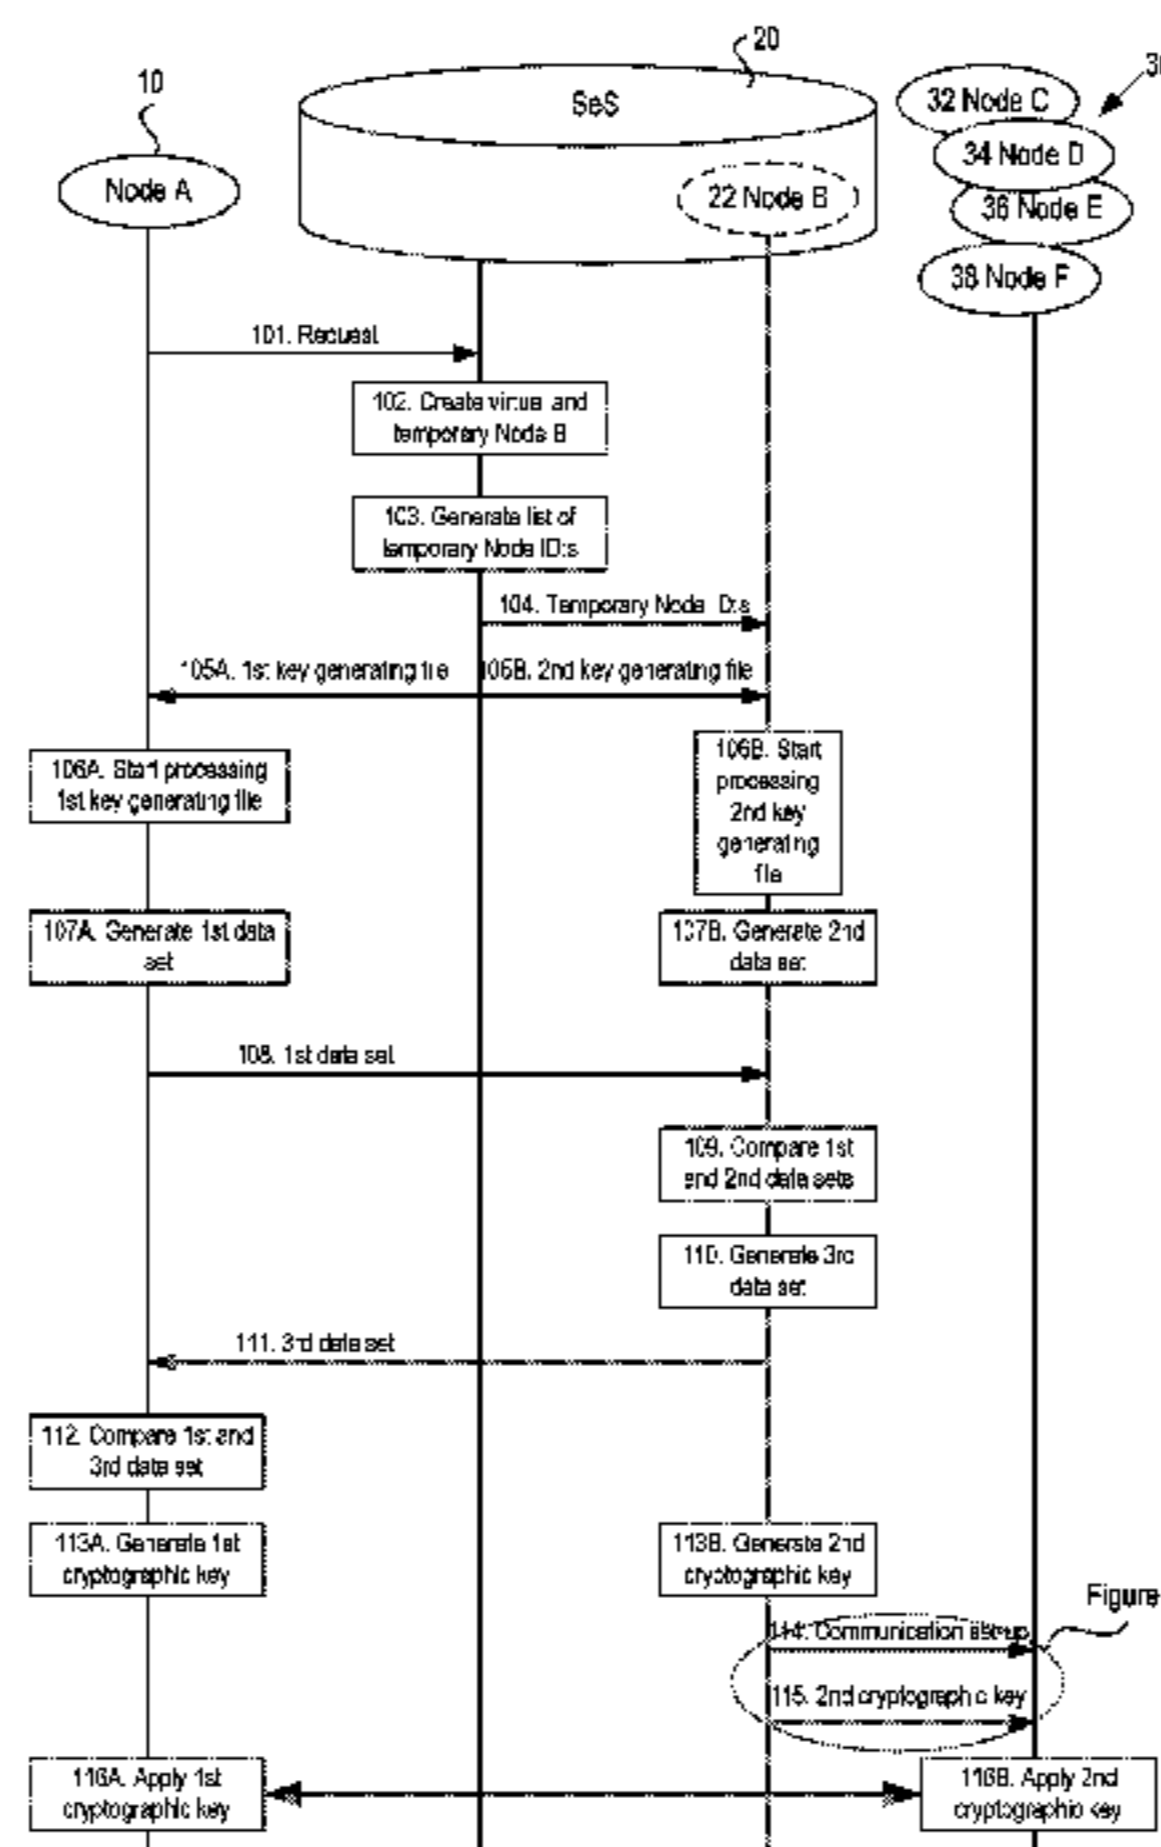 20
10
SeS
32 Node C
34 Node D
Node A
22 Node B
36 Node E
38 Node F
101. Request
102. Create virtual and
temporary Node B
103. Generate list of
temporary Node ID:s
104. Temporary Node ID:s
105A. 1st key generating file
105B. 2nd key generating file
106A. Start processing
1st key generating file
106B. Start
processing
2nd key
generating
file
107A. Generate 1st data
set
107B. Generate 2nd
data set
108. 1st data set
109. Compare 1st
and 2nd data sets
110. Generate 3rd
data set
111. 3rd data set
112. Compare 1st and
3rd data set
113A. Generate 1st
cryptographic key
113B. Generate 2nd
cryptographic key
Figure
114. Communication set-up
115. 2nd cryptographic key
116A. Apply 1st
cryptographic key
116B. Apply 2nd
cryptographic key